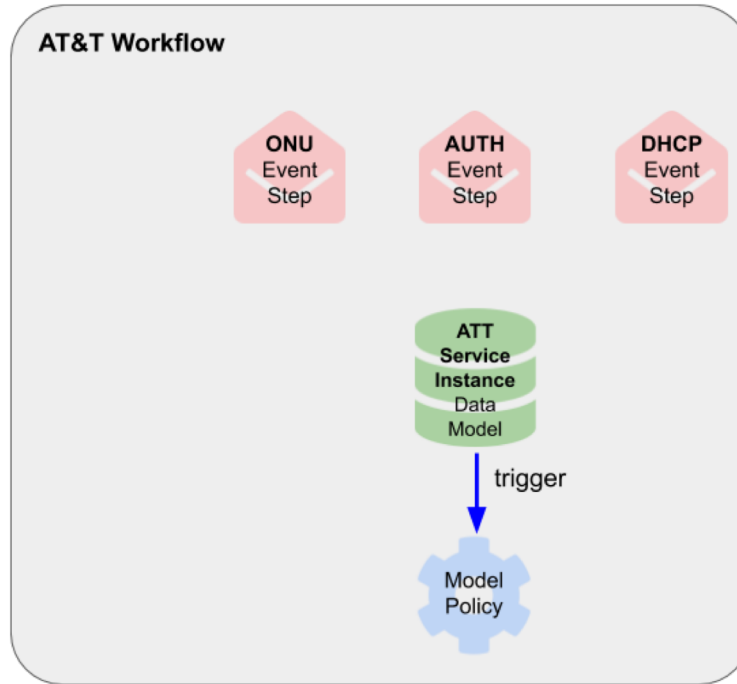 AT&T Workflow
ONU
Event
Step
AUTH
Event
Step
DHCP
Event
Step
ATT
Service
Instance
Data
Model
trigger
Model
Policy